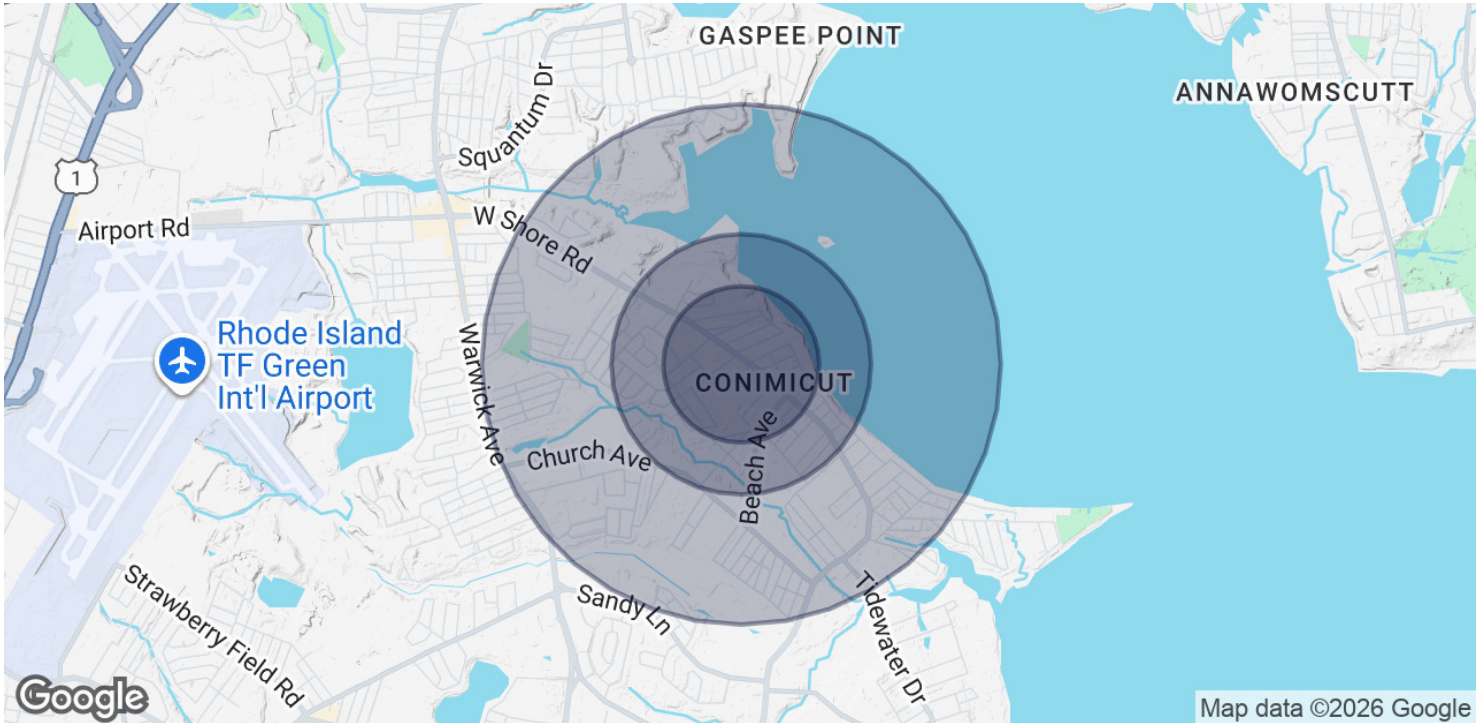 GASPEE POINT
ANNAWOMSCUTT
Squantum Dr
1
Airport Rd
W Shore Rd
Rhode Island
TF Green
Int'l Airport
Warwick Ave
CONIMICUT
Church Ave
Beach Ave
Strawberry Field Rd
Sandy Ln
Tidewater Dr
Google
Map data ©2026 Google